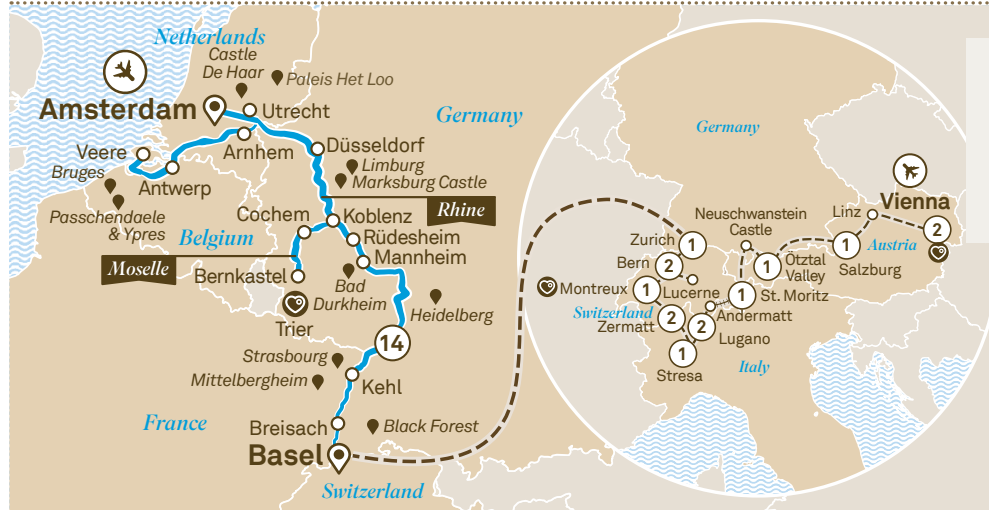 Netherlands
Castle
De Haar
Paleis Het Loo
Amsterdam
Utrecht
Germany
Veere
Arnhem
Düsseldorf
Bruges
Antwerp
Limburg
Marksburg Castle
Passchendaele
& Ypres
Cochem
Koblenz
Rhine
Belgium
Rüdesheim
Moselle
Mannheim
Bernkastel
Bad
Durkheim
Trier
Heidelberg
14
Strasbourg
Mittelbergheim
Kehl
France
Breisach
Black Forest
Basel
Switzerland
Germany
Vienna
2
Neuschwanstein
Castle
Linz
Zurich
1
Bern
2
Ötztal
Valley
1
1
Salzburg
Austria
Montreux
1
Lucerne
1
St. Moritz
Switzerland
Zermatt
2
Andermatt
2
Lugano
1
Stresa
Italy